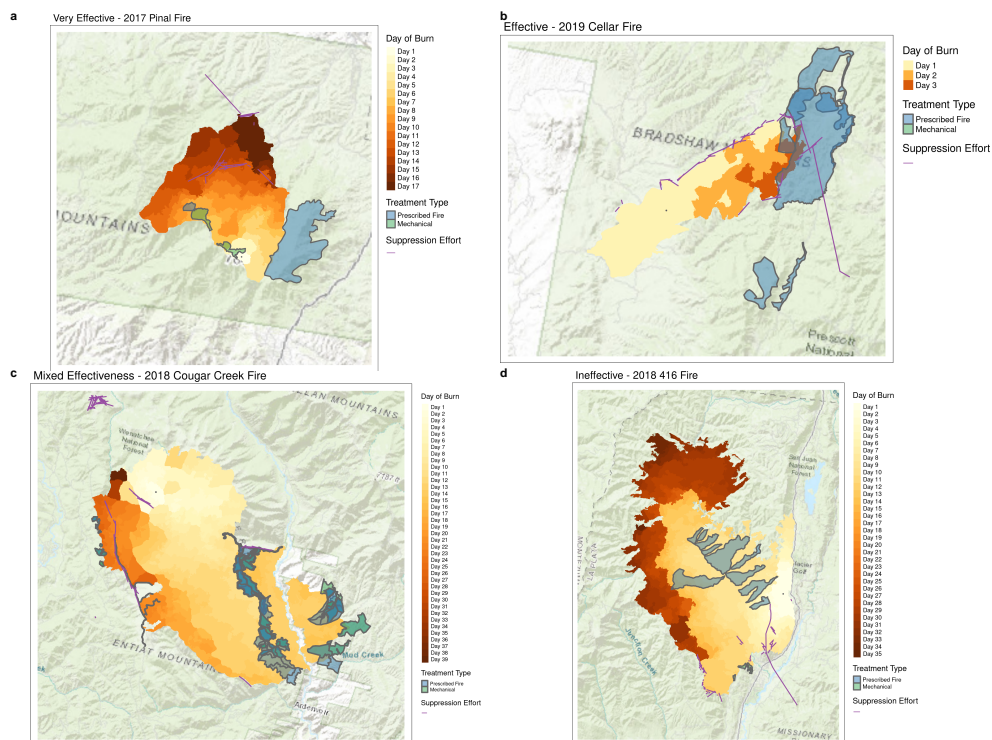 a
Very Effective - 2017 Pinal Fire
MOUNTAINS
Day of Burn
Day 1
Day 2
Day 3
Day 4
Day 5
Day 6
Day 7
Day 8
Day 9
Day 10
Day 11
Day 12
Day 13
Day 14
Day 15
Day 16
Day 17
Treatment Type
Prescribed Fire
Mechanical
Suppression Effort
b
Effective - 2019 Cellar Fire
BRADSHAW
Prescott
National
Day of Burn
Day 1
Day 2
Day 3
Treatment Type
Prescribed Fire
Mechanical
Suppression Effort
c
Mixed Effectiveness - 2018 Cougar Creek Fire
MOUNTAINS
Wenatchee
National
Forest
ENTIAT MOUNTAIN
Mad Creek
Ardenvoir
Day of Burn
Day 1
Day 2
Day 3
Day 4
Day 5
Day 6
Day 7
Day 8
Day 9
Day 10
Day 11
Day 12
Day 13
Day 14
Day 15
Day 16
Day 17
Day 18
Day 19
Day 20
Day 21
Day 22
Day 23
Day 24
Day 25
Day 26
Day 27
Day 28
Day 29
Day 30
Day 31
Day 32
Day 33
Day 34
Day 35
Day 36
Day 37
Day 38
Day 39
Treatment Type
Prescribed Fire
Mechanical
Suppression Effort
d
Ineffective - 2018 416 Fire
San Juan
National
Forest
LA PLATA
Golf
Junction Creek
MISSIONARY
Day of Burn
Day 1
Day 2
Day 3
Day 4
Day 5
Day 6
Day 7
Day 8
Day 9
Day 10
Day 11
Day 12
Day 13
Day 14
Day 15
Day 16
Day 17
Day 18
Day 19
Day 20
Day 21
Day 22
Day 23
Day 24
Day 25
Day 26
Day 27
Day 28
Day 29
Day 30
Day 31
Day 32
Day 33
Day 34
Day 35
Treatment Type
Prescribed Fire
Mechanical
Suppression Effort